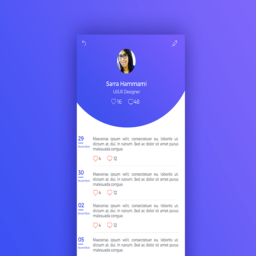 Sarra Hammami
UI/UX Designer
16
48
29
Maecenas ipsum velit, consectetuer eu, lobortis ut,
dictum at dui. In rutrum. Sed ac dolor sit amet purus
malesuada congue.
4 12
30
Maecenas ipsum velit, consectetuer eu, lobortis ut,
dictum at dui. In rutrum. Sed ac dolor sit amet purus
malesuada congue.
4 12
02
Maecenas ipsum velit, consectetuer eu, lobortis ut,
dictum at dui. In rutrum. Sed ac dolor sit amet purus
malesuada congue.
4 12
05
Maecenas ipsum velit, consectetuer eu, lobortis ut,
dictum at dui. In rutrum. Sed ac dolor sit amet purus
malesuada congue.